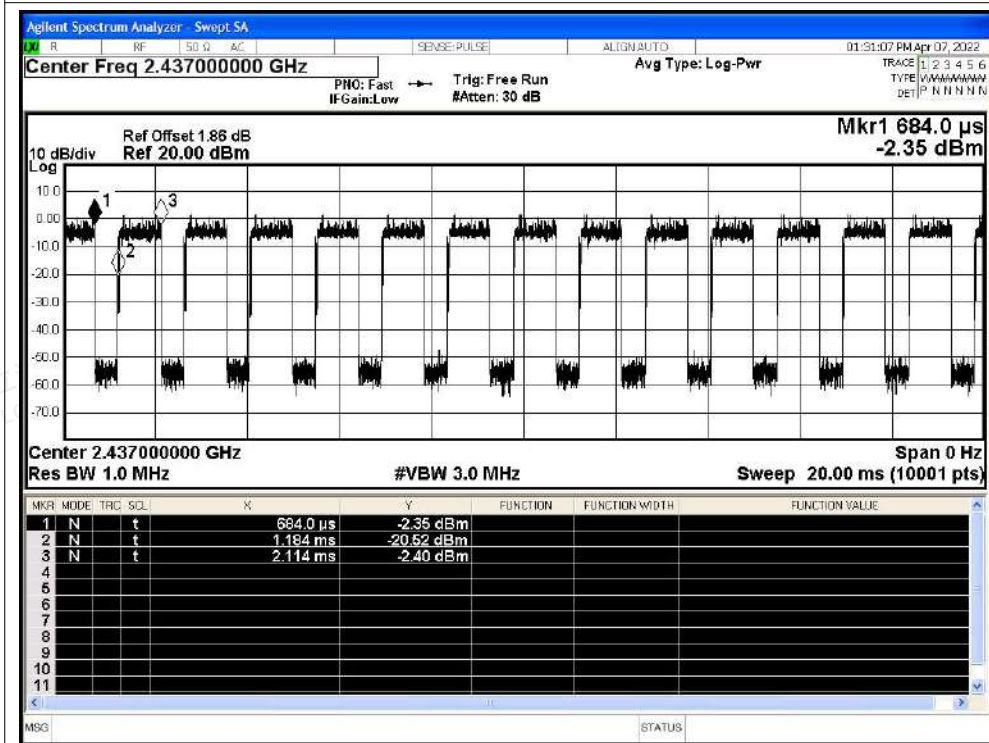 Agilent Spectrum Analyzer - Swept SA
LXI R RF 50 Ω AC SENSE:PULSE ALIGN AUTO 01:31:07 PM Apr 07, 2022
Center Freq 2.437000000 GHz
PNO: Fast
IFGain:Low
Trig: Free Run
#Atten: 30 dB
Avg Type: Log-Pwr
TRACE 1 2 3 4 5 6
TYPE
DET P N N N N N
Mkr1 684.0 µs
-2.35 dBm
Ref Offset 1.86 dB
10 dB/div Ref 20.00 dBm
Log
10.0
0.00
-10.0
-20.0
-30.0
-40.0
-50.0
-60.0
-70.0
1
2
3
Center 2.437000000 GHz Span 0 Hz
Res BW 1.0 MHz #VBW 3.0 MHz Sweep 20.00 ms (10001 pts)
MKR MODE TRC SCL X Y FUNCTION FUNCTION WIDTH FUNCTION VALUE
1 N t 684.0 µs -2.35 dBm
2 N t 1.184 ms -20.52 dBm
3 N t 2.114 ms -2.40 dBm
4
5
6
7
8
9
10
11
MSG STATUS